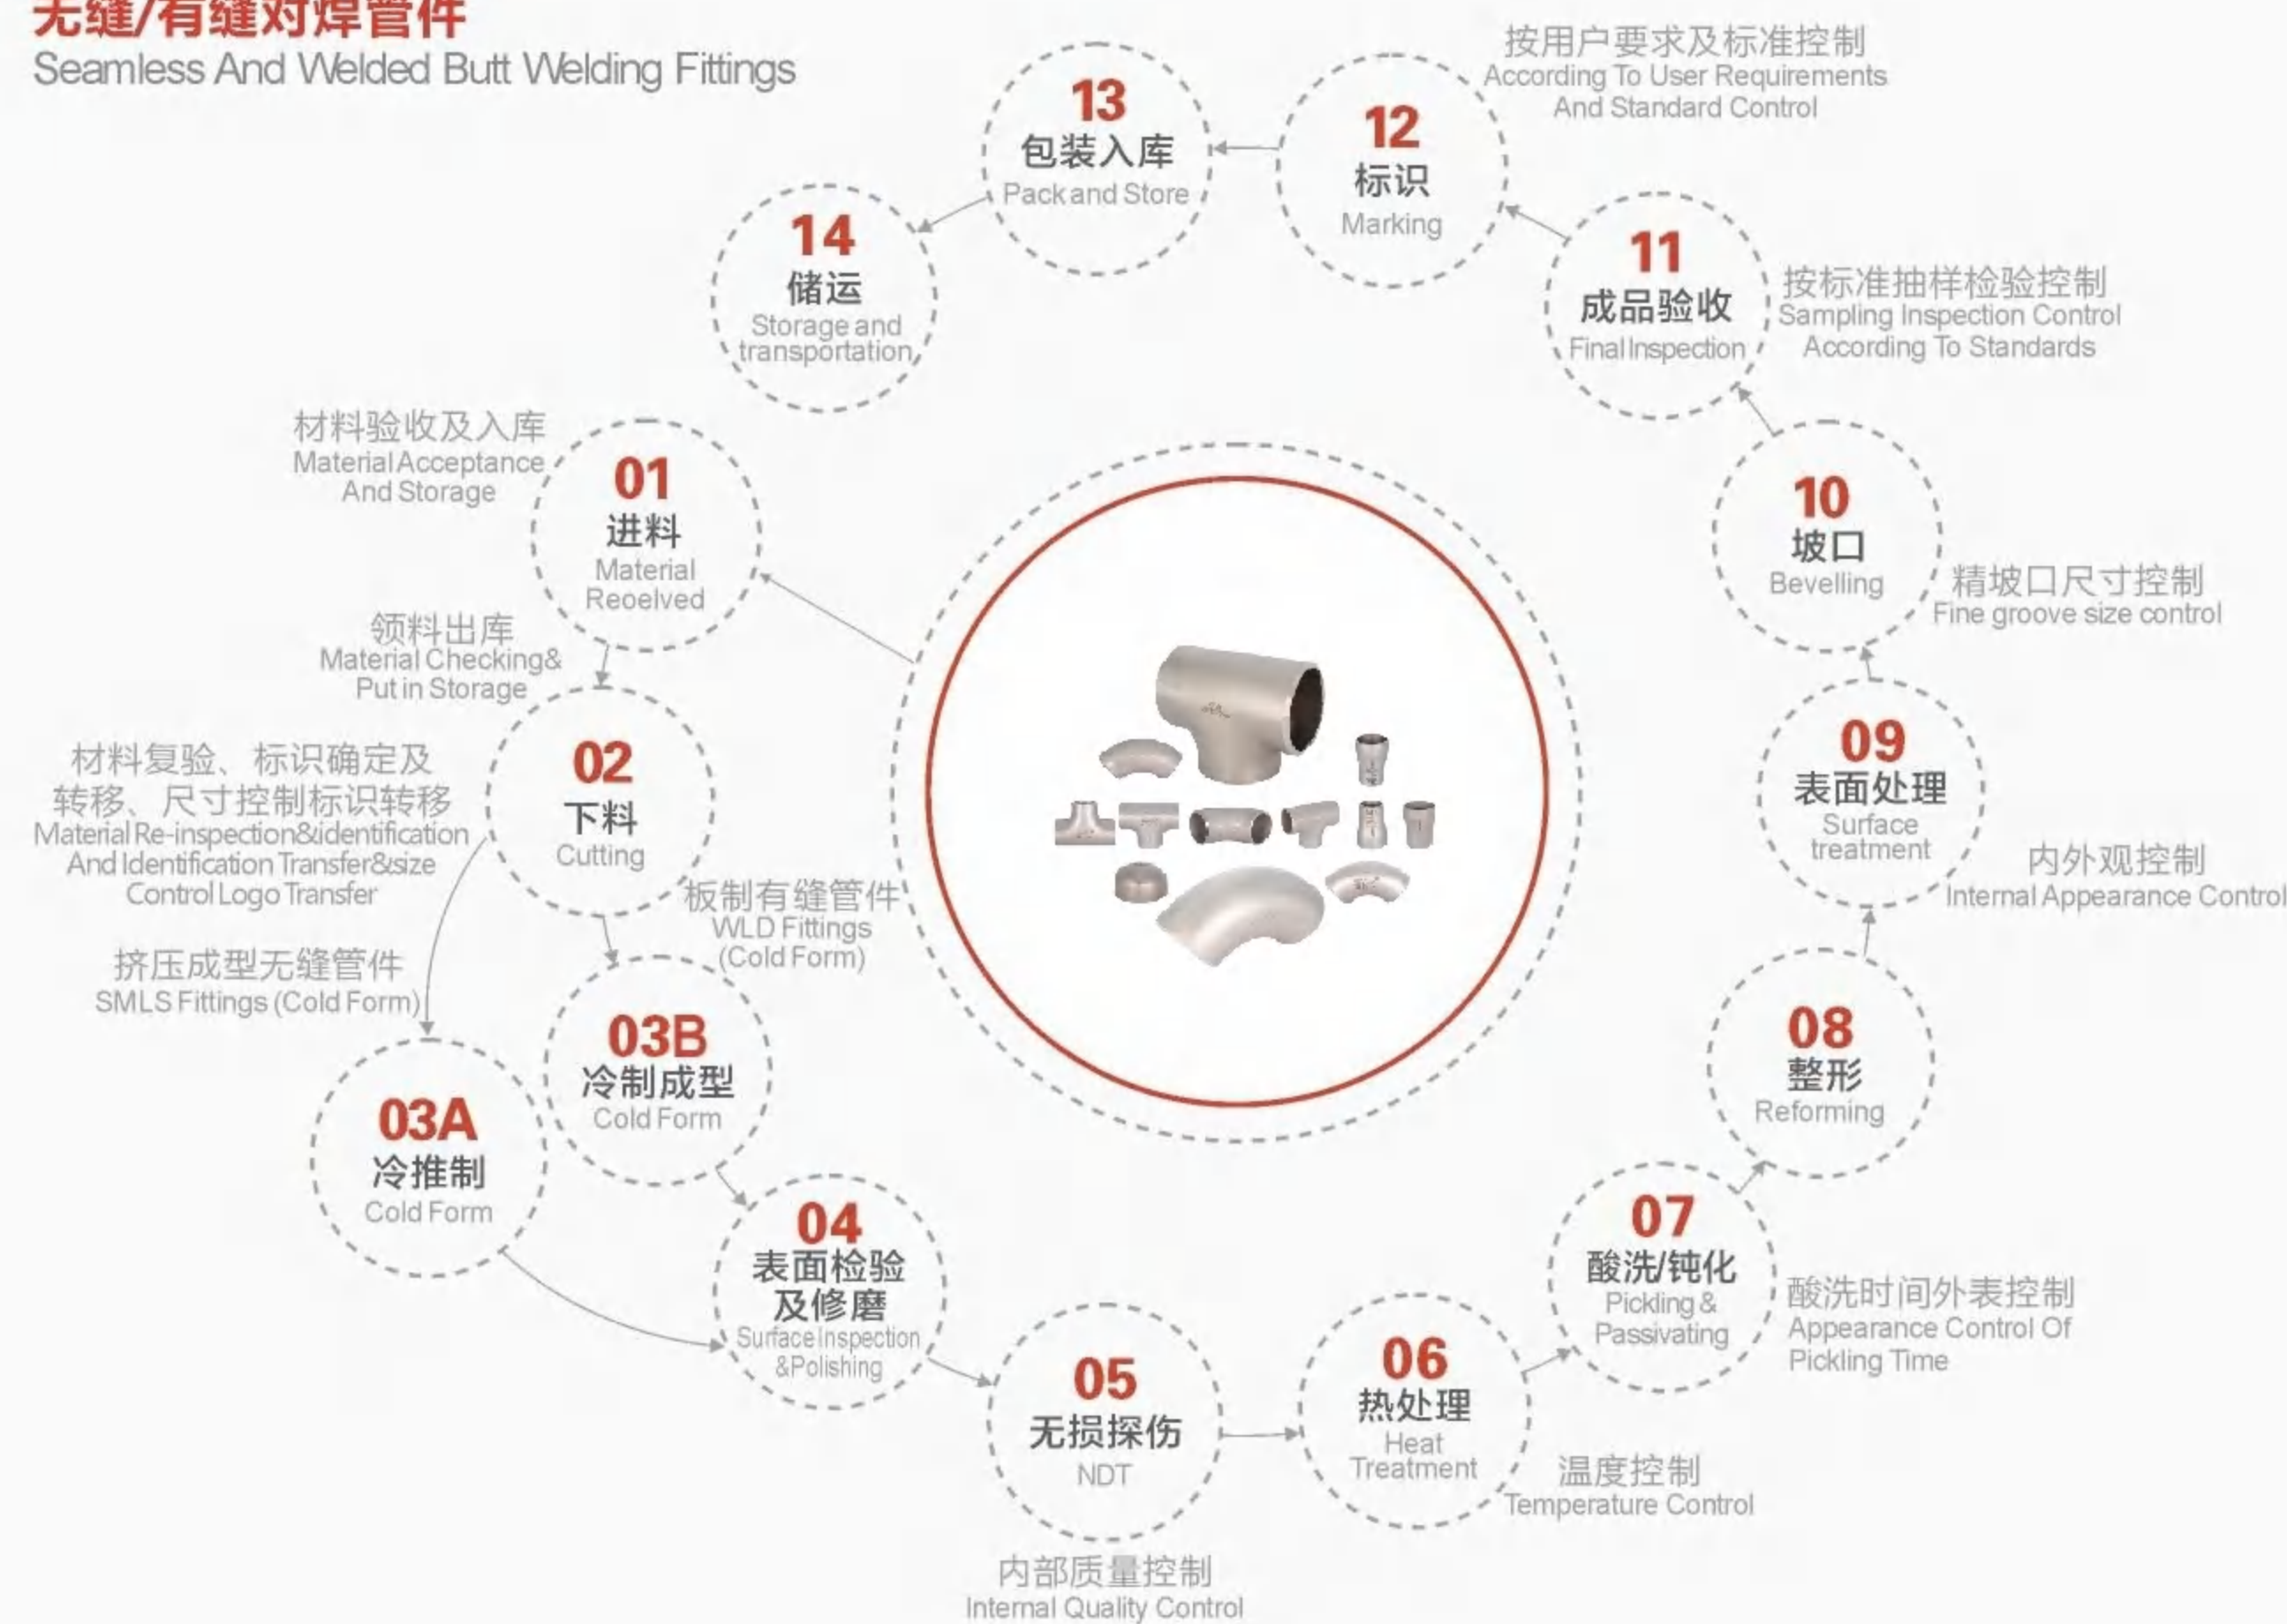 无缝/有缝对焊管件
Seamless And Welded Butt Welding Fittings
01
进料
Material
Reoelved
材料验收及入库
Material Acceptance
And Storage
领料出库
Material Checking&
Put in Storage
02
下料
Cutting
材料复验、标识确定及
转移、尺寸控制标识转移
Material Re-inspection&identification
And Identification Transfer&size
Control Logo Transfer
挤压成型无缝管件
SMLS Fittings (Cold Form)
03A
冷推制
Cold Form
板制有缝管件
WLD Fittings
(Cold Form)
03B
冷制成型
Cold Form
04
表面检验
及修磨
Surface Inspection
&Polishing
05
无损探伤
NDT
内部质量控制
Internal Quality Control
06
热处理
Heat
Treatment
温度控制
Temperature Control
07
酸洗/钝化
Pickling &
Passivating
酸洗时间外表控制
Appearance Control Of
Pickling Time
08
整形
Reforming
09
表面处理
Surface
treatment
内外观控制
Internal Appearance Control
10
坡口
Bevelling
精坡口尺寸控制
Fine groove size control
11
成品验收
Final Inspection
按标准抽样检验控制
Sampling Inspection Control
According To Standards
12
标识
Marking
按用户要求及标准控制
According To User Requirements
And Standard Control
13
包装入库
Pack and Store
14
储运
Storage and
transportation